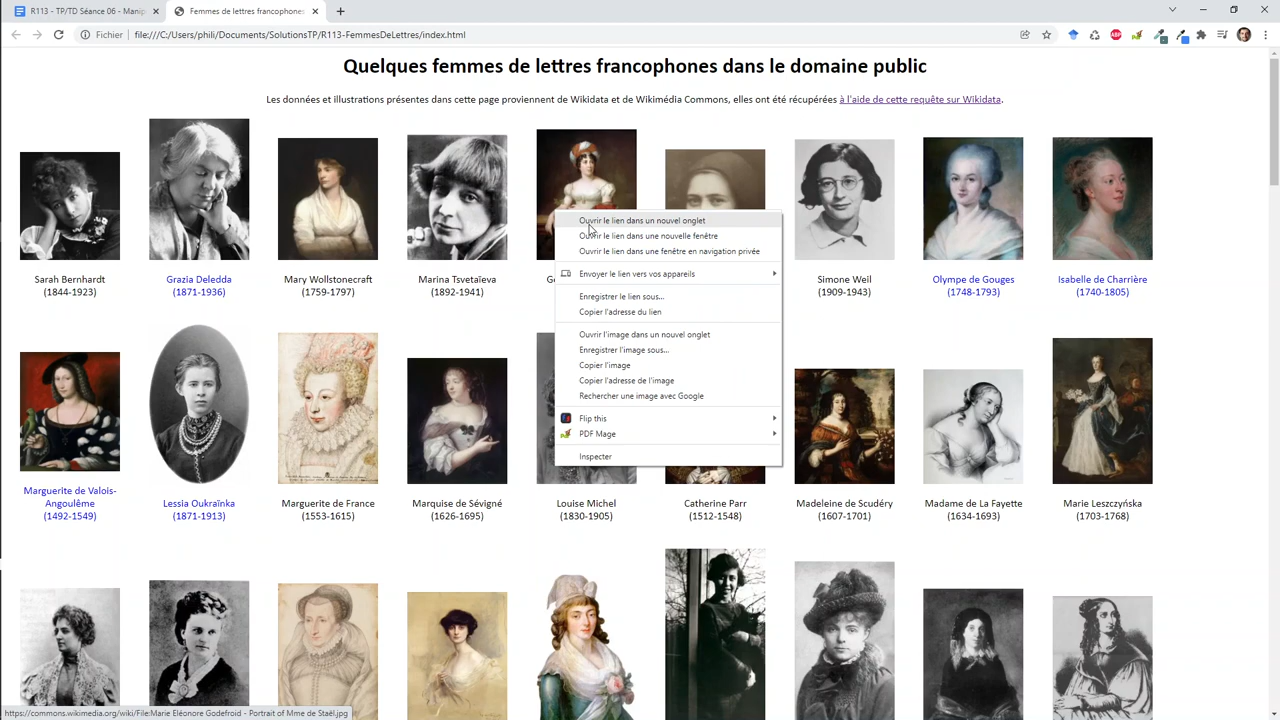 R113 - TP/TD Séance 06 - Manip
Femmes de lettres francophones
Fichier
file:///C:/Users/phili/Documents/SolutionsTP/R113-FemmesDeLettres/index.html
Quelques femmes de lettres francophones dans le domaine public
Les données et illustrations présentes dans cette page proviennent de Wikidata et de Wikimédia Commons, elles ont été récupérées à l'aide de cette requête sur Wikidata.
Sarah Bernhardt
(1844-1923)
Grazia Deledda
(1871-1936)
Mary Wollstonecraft
(1759-1797)
Marina Tsvetaïeva
(1892-1941)
Simone Weil
(1909-1943)
Olympe de Gouges
(1748-1793)
Isabelle de Charrière
(1740-1805)
Ouvrir le lien dans un nouvel onglet
Ouvrir le lien dans une nouvelle fenêtre
Ouvrir le lien dans une fenêtre en navigation privée
Envoyer le lien vers vos appareils
Enregistrer le lien sous...
Copier l'adresse du lien
Ouvrir l'image dans un nouvel onglet
Enregistrer l'image sous...
Copier l'image
Copier l'adresse de l'image
Rechercher une image avec Google
Flip this
PDF Mage
Inspecter
Marguerite de Valois-
Angoulême
(1492-1549)
Lessia Oukraïnka
(1871-1913)
Marguerite de France
(1553-1615)
Marquise de Sévigné
(1626-1695)
Louise Michel
(1830-1905)
Catherine Parr
(1512-1548)
Madeleine de Scudéry
(1607-1701)
Madame de La Fayette
(1634-1693)
Marie Leszczyńska
(1703-1768)
https://commons.wikimedia.org/wiki/File:Marie Eléonore Godefroid - Portrait of Mme de Staël.jpg